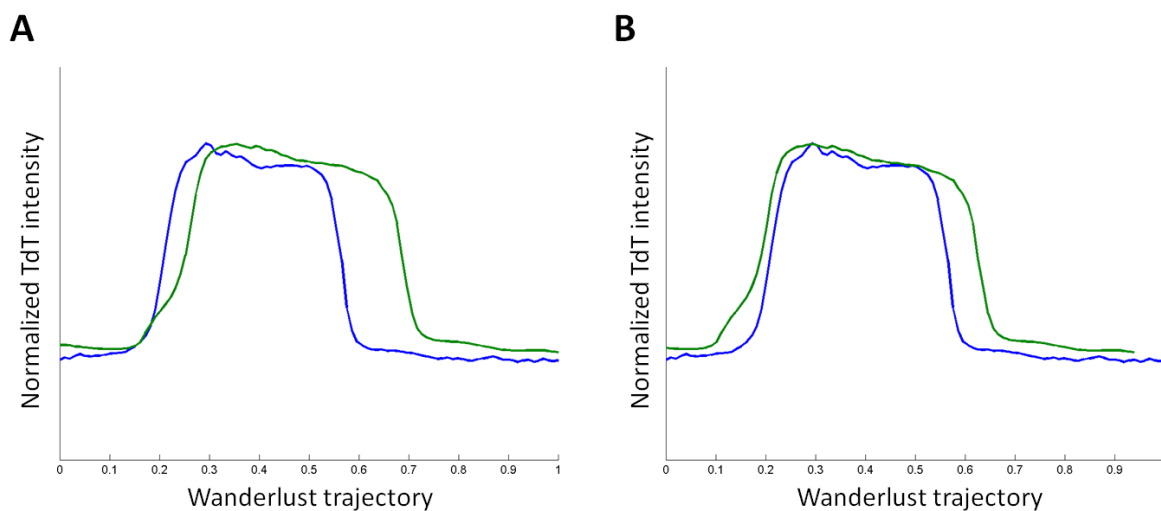 A
B
Normalized TdT intensity
0 0.1 0.2 0.3 0.4 0.5 0.6 0.7 0.8 0.9 1
Wanderlust trajectory
Normalized TdT intensity
0 0.1 0.2 0.3 0.4 0.5 0.6 0.7 0.8 0.9
Wanderlust trajectory